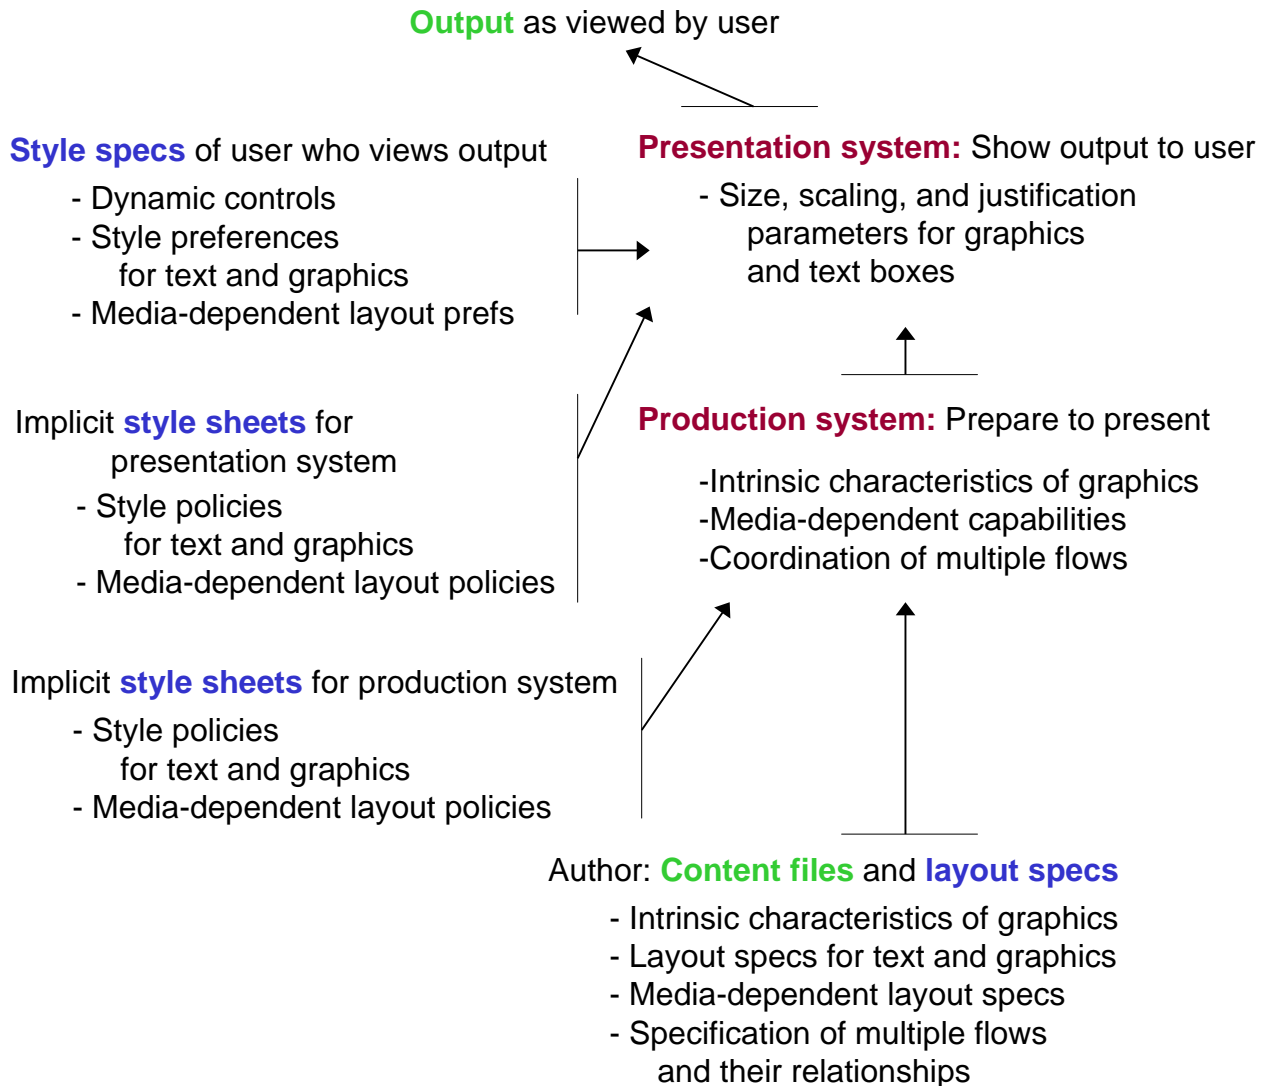 Output as viewed by user
Style specs of user who views output
- Dynamic controls
- Style preferences
for text and graphics
- Media-dependent layout prefs
Presentation system: Show output to user
- Size, scaling, and justification
parameters for graphics
and text boxes
Implicit style sheets for
presentation system
- Style policies
for text and graphics
- Media-dependent layout policies
Production system: Prepare to present
-Intrinsic characteristics of graphics
-Media-dependent capabilities
-Coordination of multiple flows
Implicit style sheets for production system
- Style policies
for text and graphics
- Media-dependent layout policies
Author: Content files and layout specs
- Intrinsic characteristics of graphics
- Layout specs for text and graphics
- Media-dependent layout specs
- Specification of multiple flows
and their relationships